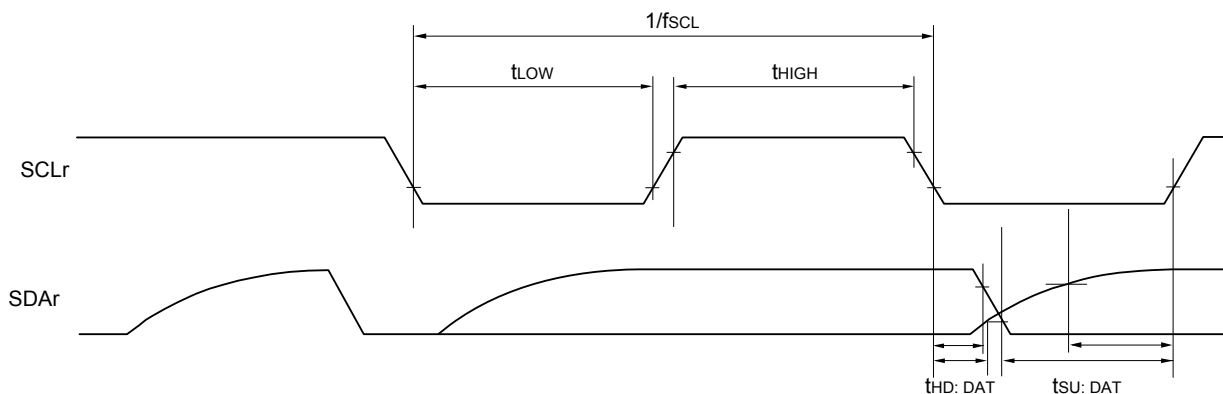 1/fSCL
tLOW
tHIGH
SCLr
SDAr
tHD: DAT
tSU: DAT